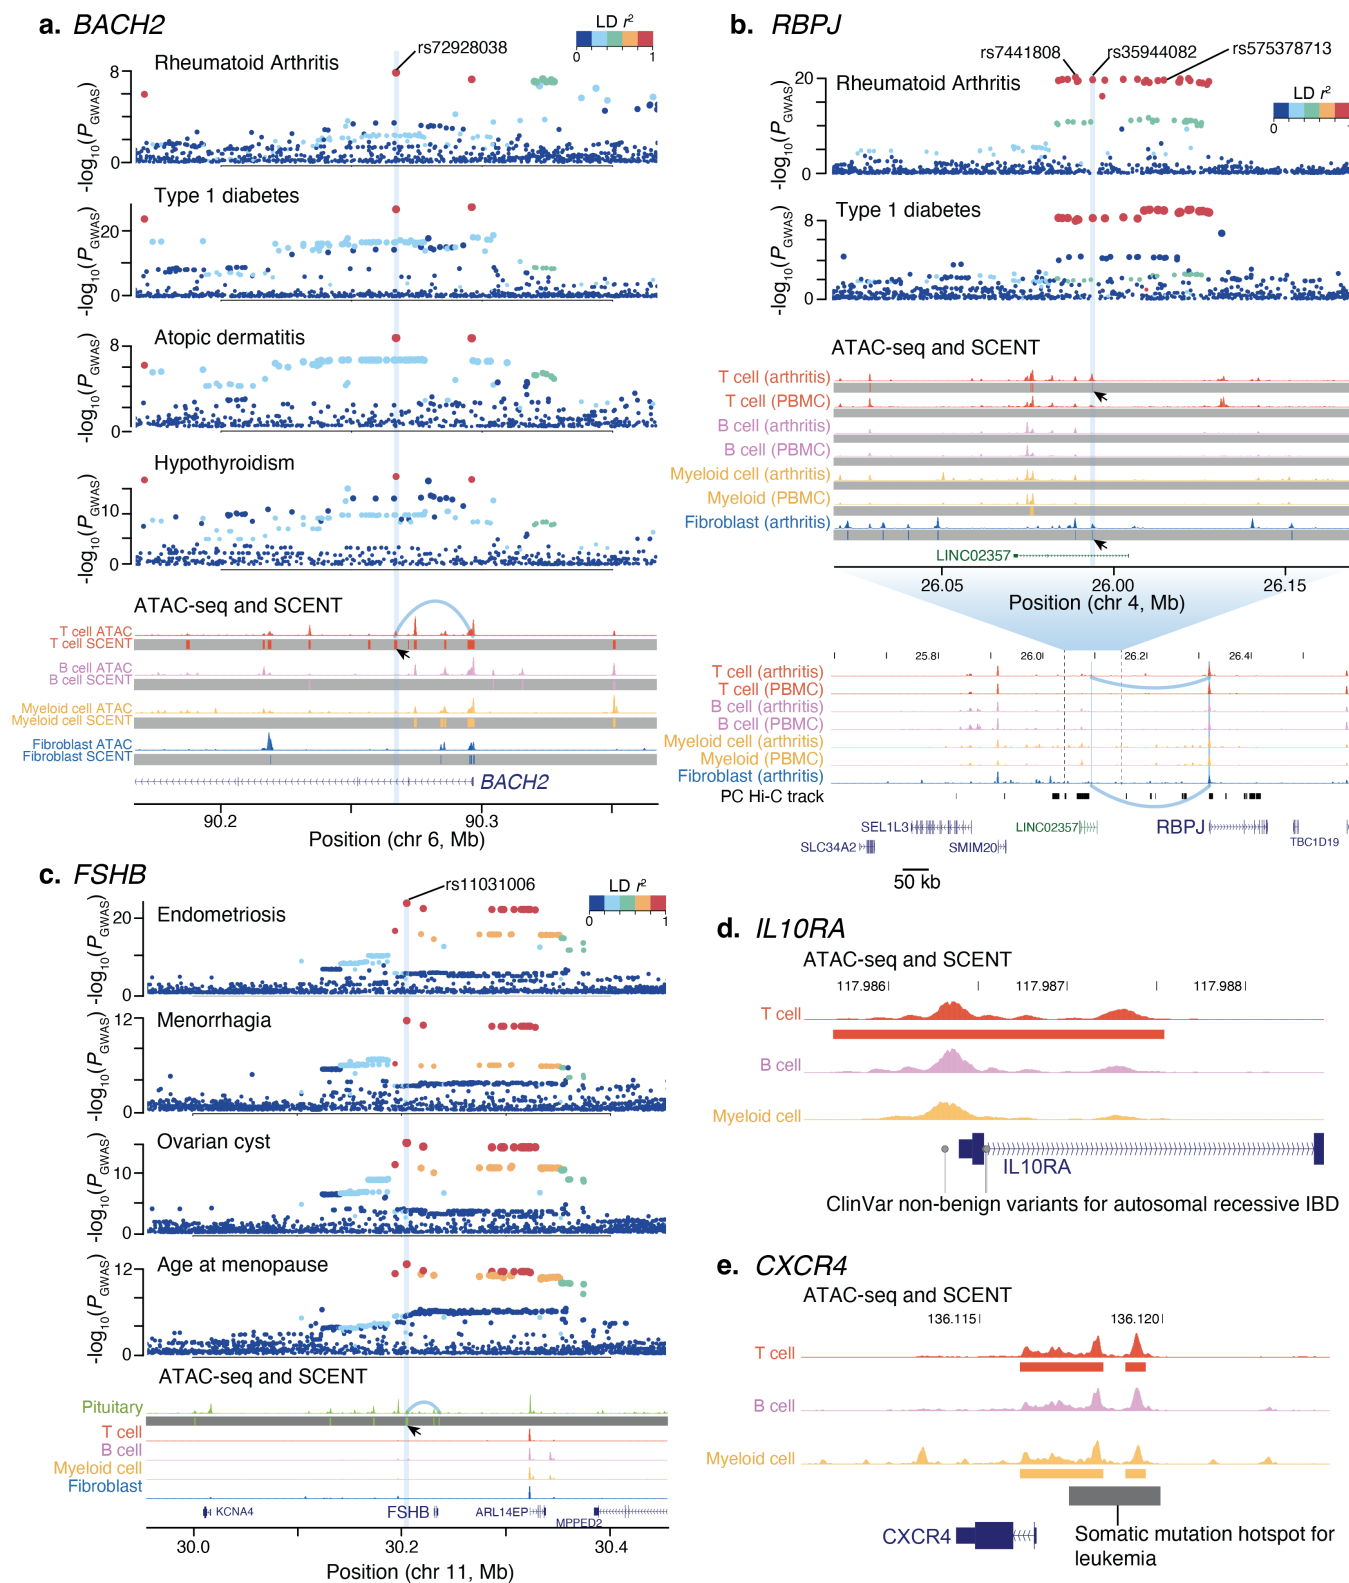 a. BACH2
LD r²
0 1
rs72928038
Rheumatoid Arthritis
-log10(PGWAS)
8
0
Type 1 diabetes
-log10(PGWAS)
20
0
Atopic dermatitis
-log10(PGWAS)
8
0
Hypothyroidism
-log10(PGWAS)
10
0
ATAC-seq and SCENT
T cell ATAC
T cell SCENT
B cell ATAC
B cell SCENT
Myeloid cell ATAC
Myeloid cell SCENT
Fibroblast ATAC
Fibroblast SCENT
BACH2
90.2 90.3
Position (chr 6, Mb)
b. RBPJ
rs7441808 rs35944082 rs575378713
LD r²
0
Rheumatoid Arthritis
-log10(PGWAS)
20
10
0
Type 1 diabetes
-log10(PGWAS)
8
0
ATAC-seq and SCENT
T cell (arthritis)
T cell (PBMC)
B cell (arthritis)
B cell (PBMC)
Myeloid cell (arthritis)
Myeloid (PBMC)
Fibroblast (arthritis)
LINC02357
26.05 26.00 26.15
Position (chr 4, Mb)
25.8 26.0 26.2 26.4
T cell (arthritis)
T cell (PBMC)
B cell (arthritis)
B cell (PBMC)
Myeloid cell (arthritis)
Myeloid (PBMC)
Fibroblast (arthritis)
PC Hi-C track
SEL1L3 LINC02357 RBPJ
SLC34A2 SMIM20 TBC1D19
50 kb
c. FSHB
rs11031006
LD r²
0 1
Endometriosis
-log10(PGWAS)
20
0
Menorrhagia
-log10(PGWAS)
12
0
Ovarian cyst
-log10(PGWAS)
10
0
Age at menopause
-log10(PGWAS)
12
0
ATAC-seq and SCENT
Pituitary
T cell
B cell
Myeloid cell
Fibroblast
KCNA4 FSHB ARL14EP
MPPED2
30.0 30.2 30.4
Position (chr 11, Mb)
d. IL10RA
ATAC-seq and SCENT
117.986 117.987 117.988
T cell
B cell
Myeloid cell
IL10RA
ClinVar non-benign variants for autosomal recessive IBD
e. CXCR4
ATAC-seq and SCENT
136.115 136.120
T cell
B cell
Myeloid cell
CXCR4
Somatic mutation hotspot for
leukemia